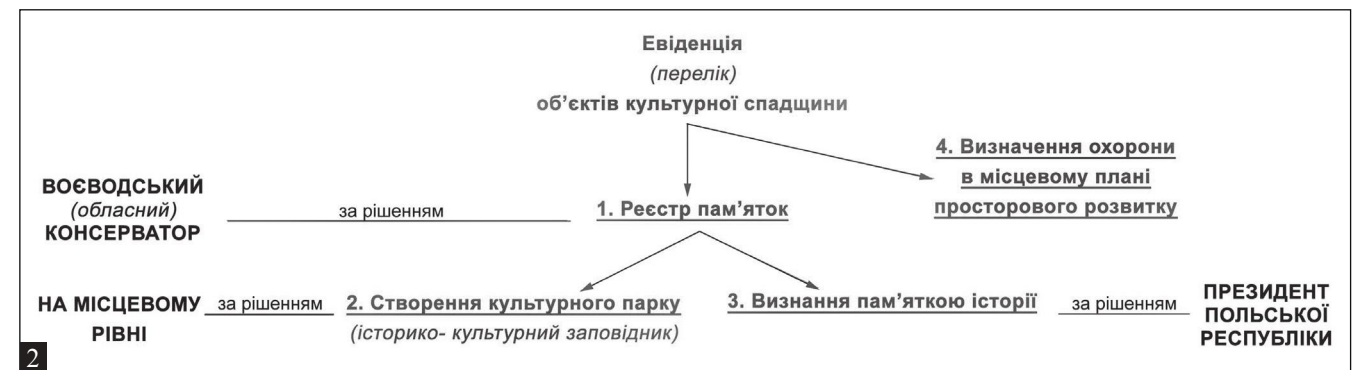 Евіденція
(перелік)
об’єктів культурної спадщини
4. Визначення охорони
в місцевому плані
просторового розвитку
ВОЄВОДСЬКИЙ
(обласний)
КОНСЕРВАТОР
за рішенням
1. Реєстр пам’яток
НА МІСЦЕВОМУ
РІВНІ
за рішенням
2. Створення культурного парку
(історико- культурний заповідник)
3. Визнання пам’яткою історії
за рішенням
ПРЕЗИДЕНТ
ПОЛЬСЬКОЇ
РЕСПУБЛІКИ
2